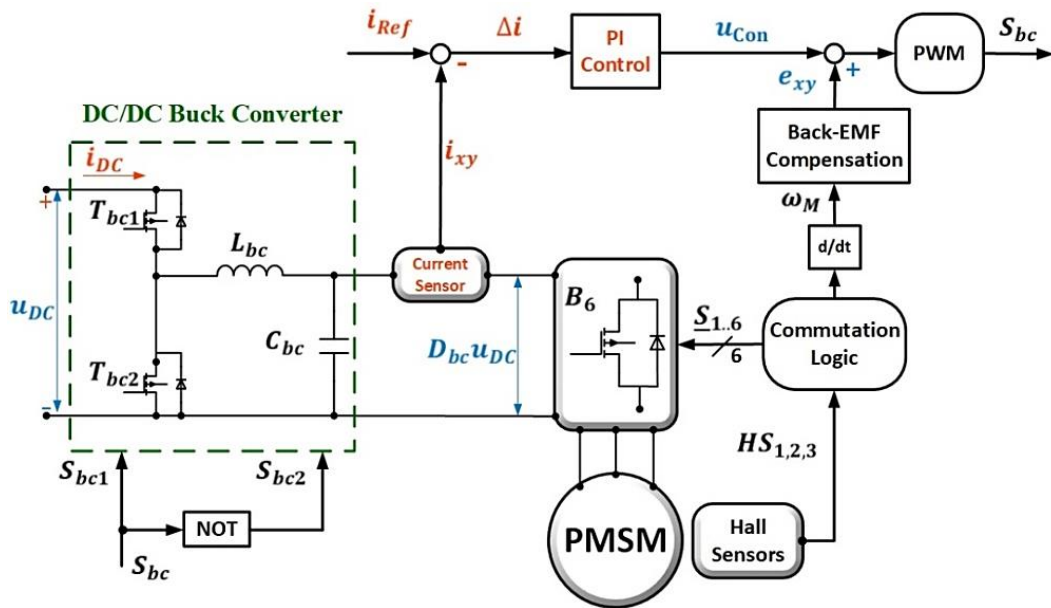 i_Ref
Δi
PI
Control
u_Con
PWM
S_bc
-
+
e_xy
DC/DC Buck Converter
Back-EMF
Compensation
i_DC
i_xy
+
T_bc1
ω_M
L_bc
d/dt
Current
Sensor
B_6
u_DC
S_1..6
6
Commutation
Logic
C_bc
D_bc u_DC
T_bc2
-
HS_1,2,3
S_bc1
S_bc2
NOT
PMSM
Hall
Sensors
S_bc